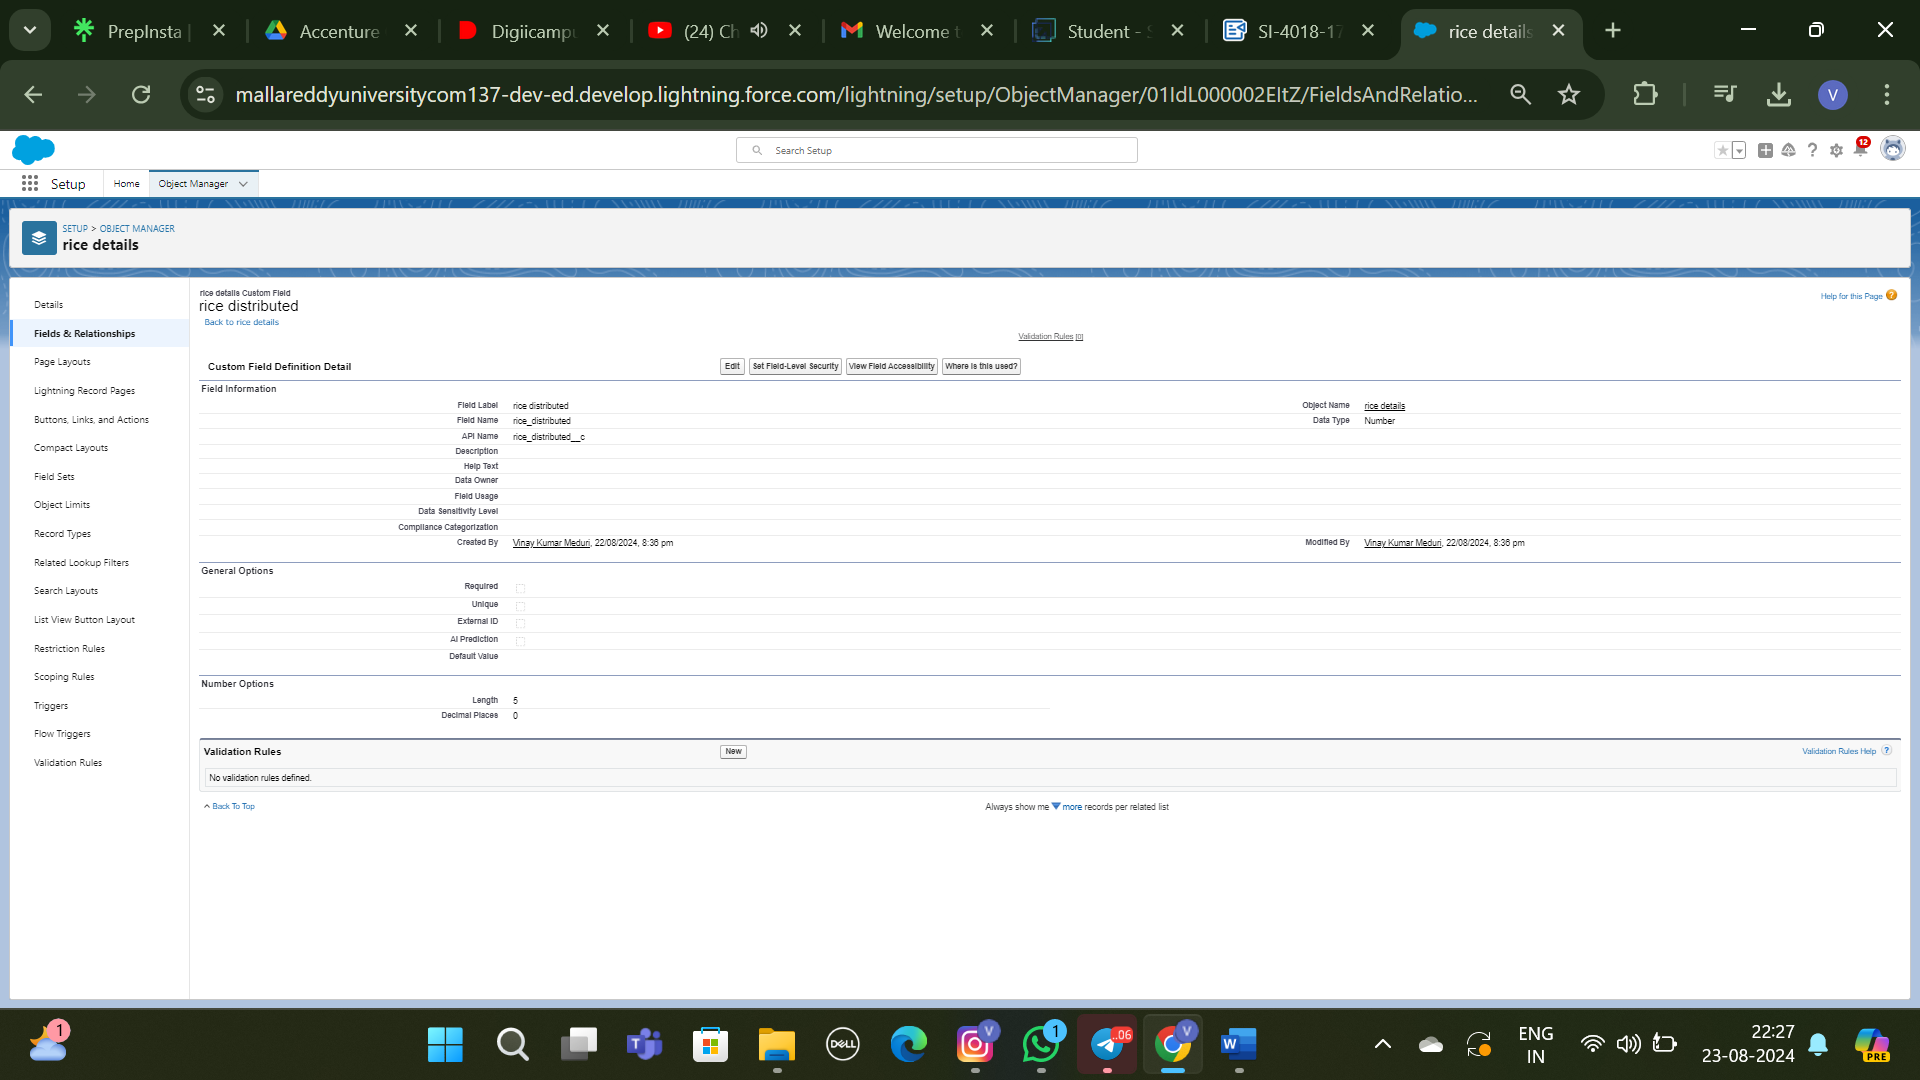 PrepInsta
Accenture
Digiicampu
(24) Ch
Welcome t
Student - S
SI-4018-17
rice details
mallareddyuniversitycom137-dev-ed.develop.lightning.force.com/lightning/setup/ObjectManager/01IdL000002EItZ/FieldsAndRelatio...
V
Search Setup
12
Setup
Home
Object Manager
SETUP > OBJECT MANAGER
rice details
Details
Fields & Relationships
Page Layouts
Lightning Record Pages
Buttons, Links, and Actions
Compact Layouts
Field Sets
Object Limits
Record Types
Related Lookup Filters
Search Layouts
List View Button Layout
Restriction Rules
Scoping Rules
Triggers
Flow Triggers
Validation Rules
rice details Custom Field
rice distributed
Back to rice details
Help for this Page ?
Validation Rules [0]
Custom Field Definition Detail
Edit Set Field-Level Security View Field Accessibility Where is this used?
Field Information
Field Label rice distributed Object Name rice details
Field Name rice_distributed Data Type Number
API Name rice_distributed__c
Description
Help Text
Data Owner
Field Usage
Data Sensitivity Level
Compliance Categorization
Created By Vinay Kumar Meduri, 22/08/2024, 8:36 pm Modified By Vinay Kumar Meduri, 22/08/2024, 8:36 pm
General Options
Required
Unique
External ID
AI Prediction
Default Value
Number Options
Length 5
Decimal Places 0
Validation Rules New Validation Rules Help ?
No validation rules defined.
^ Back To Top Always show me more records per related list
1
T
DELL
V
1
..06
V
W
ENG
IN
22:27
23-08-2024
PRE